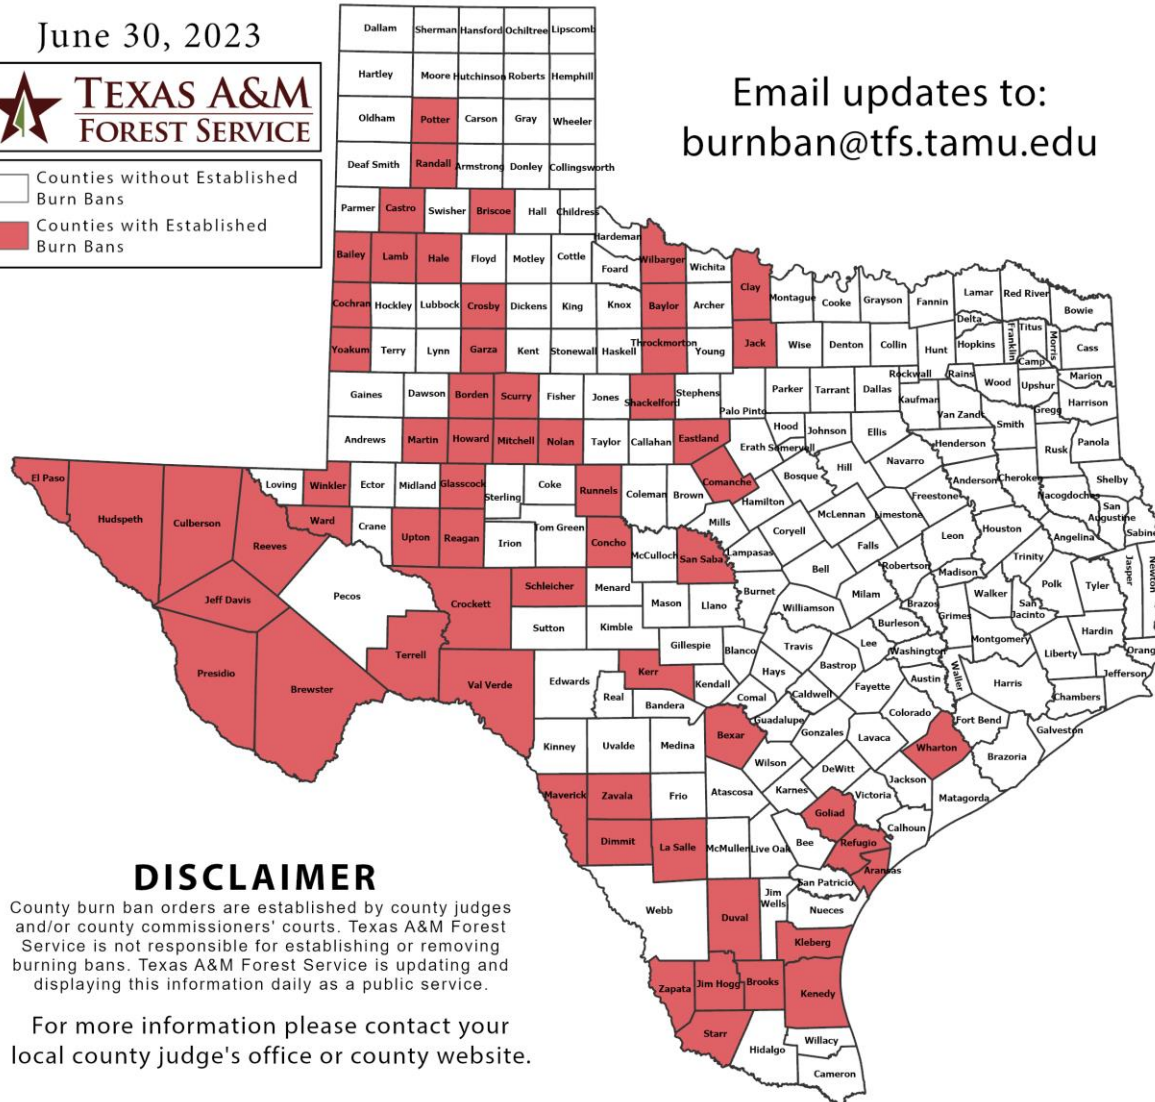 June 30, 2023
TEXAS A&M
FOREST SERVICE
Counties without Established
Burn Bans
Counties with Established
Burn Bans
Email updates to:
burnban@tfs.tamu.edu
Dallam Sherman Hansford Ochiltree Lipscomb
Hartley Moore Hutchinson Roberts Hemphill
Oldham Potter Carson Gray Wheeler
Deaf Smith Randall Armstrong Donley Collingsworth
Parmer Castro Swisher Briscoe Hall Childress
Hardeman
Bailey Lamb Hale Floyd Motley Cottle Foard Wilbarger Wichita Clay
Montague Cooke Grayson Fannin Lamar Red River Bowie
Cochran Hockley Lubbock Crosby Dickens King Knox Baylor Archer
Delta Franklin Titus Morris Cass
Yoakum Terry Lynn Garza Kent Stonewall Haskell Throckmorton Young Jack Wise Denton Collin Hunt Hopkins
Camp
Rockwall Rains Wood Upshur Marion
Gaines Dawson Borden Scurry Fisher Jones Shackelford Stephens Palo Pinto Parker Tarrant Dallas Kaufman Van Zandt Gregg Harrison
Smith
Andrews Martin Howard Mitchell Nolan Taylor Callahan Eastland Erath Hood Somervell Johnson Ellis Henderson Rusk Panola
El Paso Hudspeth Culberson Reeves Loving Winkler Ector Midland Glasscock Sterling Coke Runnels Coleman Brown Comanche Hamilton Bosque Hill Navarro Freestone Anderson Cherokee Nacogdoches Shelby
San Augustine Sabine
Ward Crane Upton Reagan Irion Tom Green Concho McCulloch San Saba Mills Lampasas Coryell McLennan Limestone Falls Leon Houston Angelina
Trinity Jasper Newton
Jeff Davis Pecos Crockett Schleicher Menard Mason Llano Burnet Bell Milam Robertson Madison Walker Polk Tyler
San Jacinto
Sutton Kimble Williamson Burleson Brazos Grimes Montgomery Hardin
Presidio Brewster Terrell Val Verde Edwards Kerr Gillespie Blanco Travis Lee Washington Liberty Orang
Real Bandera Kendall Hays Bastrop Fayette Austin Waller Harris Jefferson
Comal Caldwell Chambers
Kinney Uvalde Medina Bexar Guadalupe Gonzales Lavaca Colorado Fort Bend Galveston
Wharton Brazoria
Wilson DeWitt Jackson Matagorda
Maverick Zavala Frio Atascosa Karnes Victoria
Goliad Calhoun
Dimmit La Salle McMullen Live Oak Bee Refugio
Aransas
San Patricio
Webb Duval Jim Wells Nueces
Kleberg
Zapata Jim Hogg Brooks Kenedy
Starr Hidalgo Willacy
Cameron
DISCLAIMER
County burn ban orders are established by county judges
and/or county commissioners' courts. Texas A&M Forest
Service is not responsible for establishing or removing
burning bans. Texas A&M Forest Service is updating and
displaying this information daily as a public service.
For more information please contact your
local county judge's office or county website.